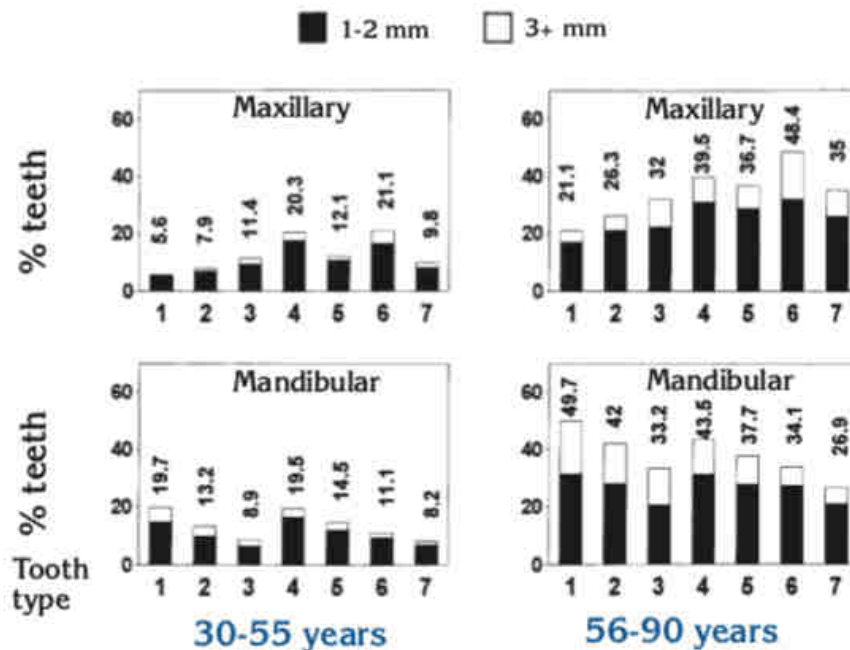 1-2 mm 3+ mm
Maxillary
% teeth
60
40
20
0
5.6 7.9 11.4 20.3 12.1 21.1 9.8
1 2 3 4 5 6 7
Maxillary
60
40
20
0
21.1 26.3 32 39.5 36.7 48.4 35
1 2 3 4 5 6 7
Mandibular
% teeth
60
40
20
0
19.7 13.2 8.9 19.5 14.5 11.1 8.2
1 2 3 4 5 6 7
Mandibular
60
40
20
0
49.7 42 33.2 43.5 37.7 34.1 26.9
1 2 3 4 5 6 7
Tooth
type
30-55 years 56-90 years